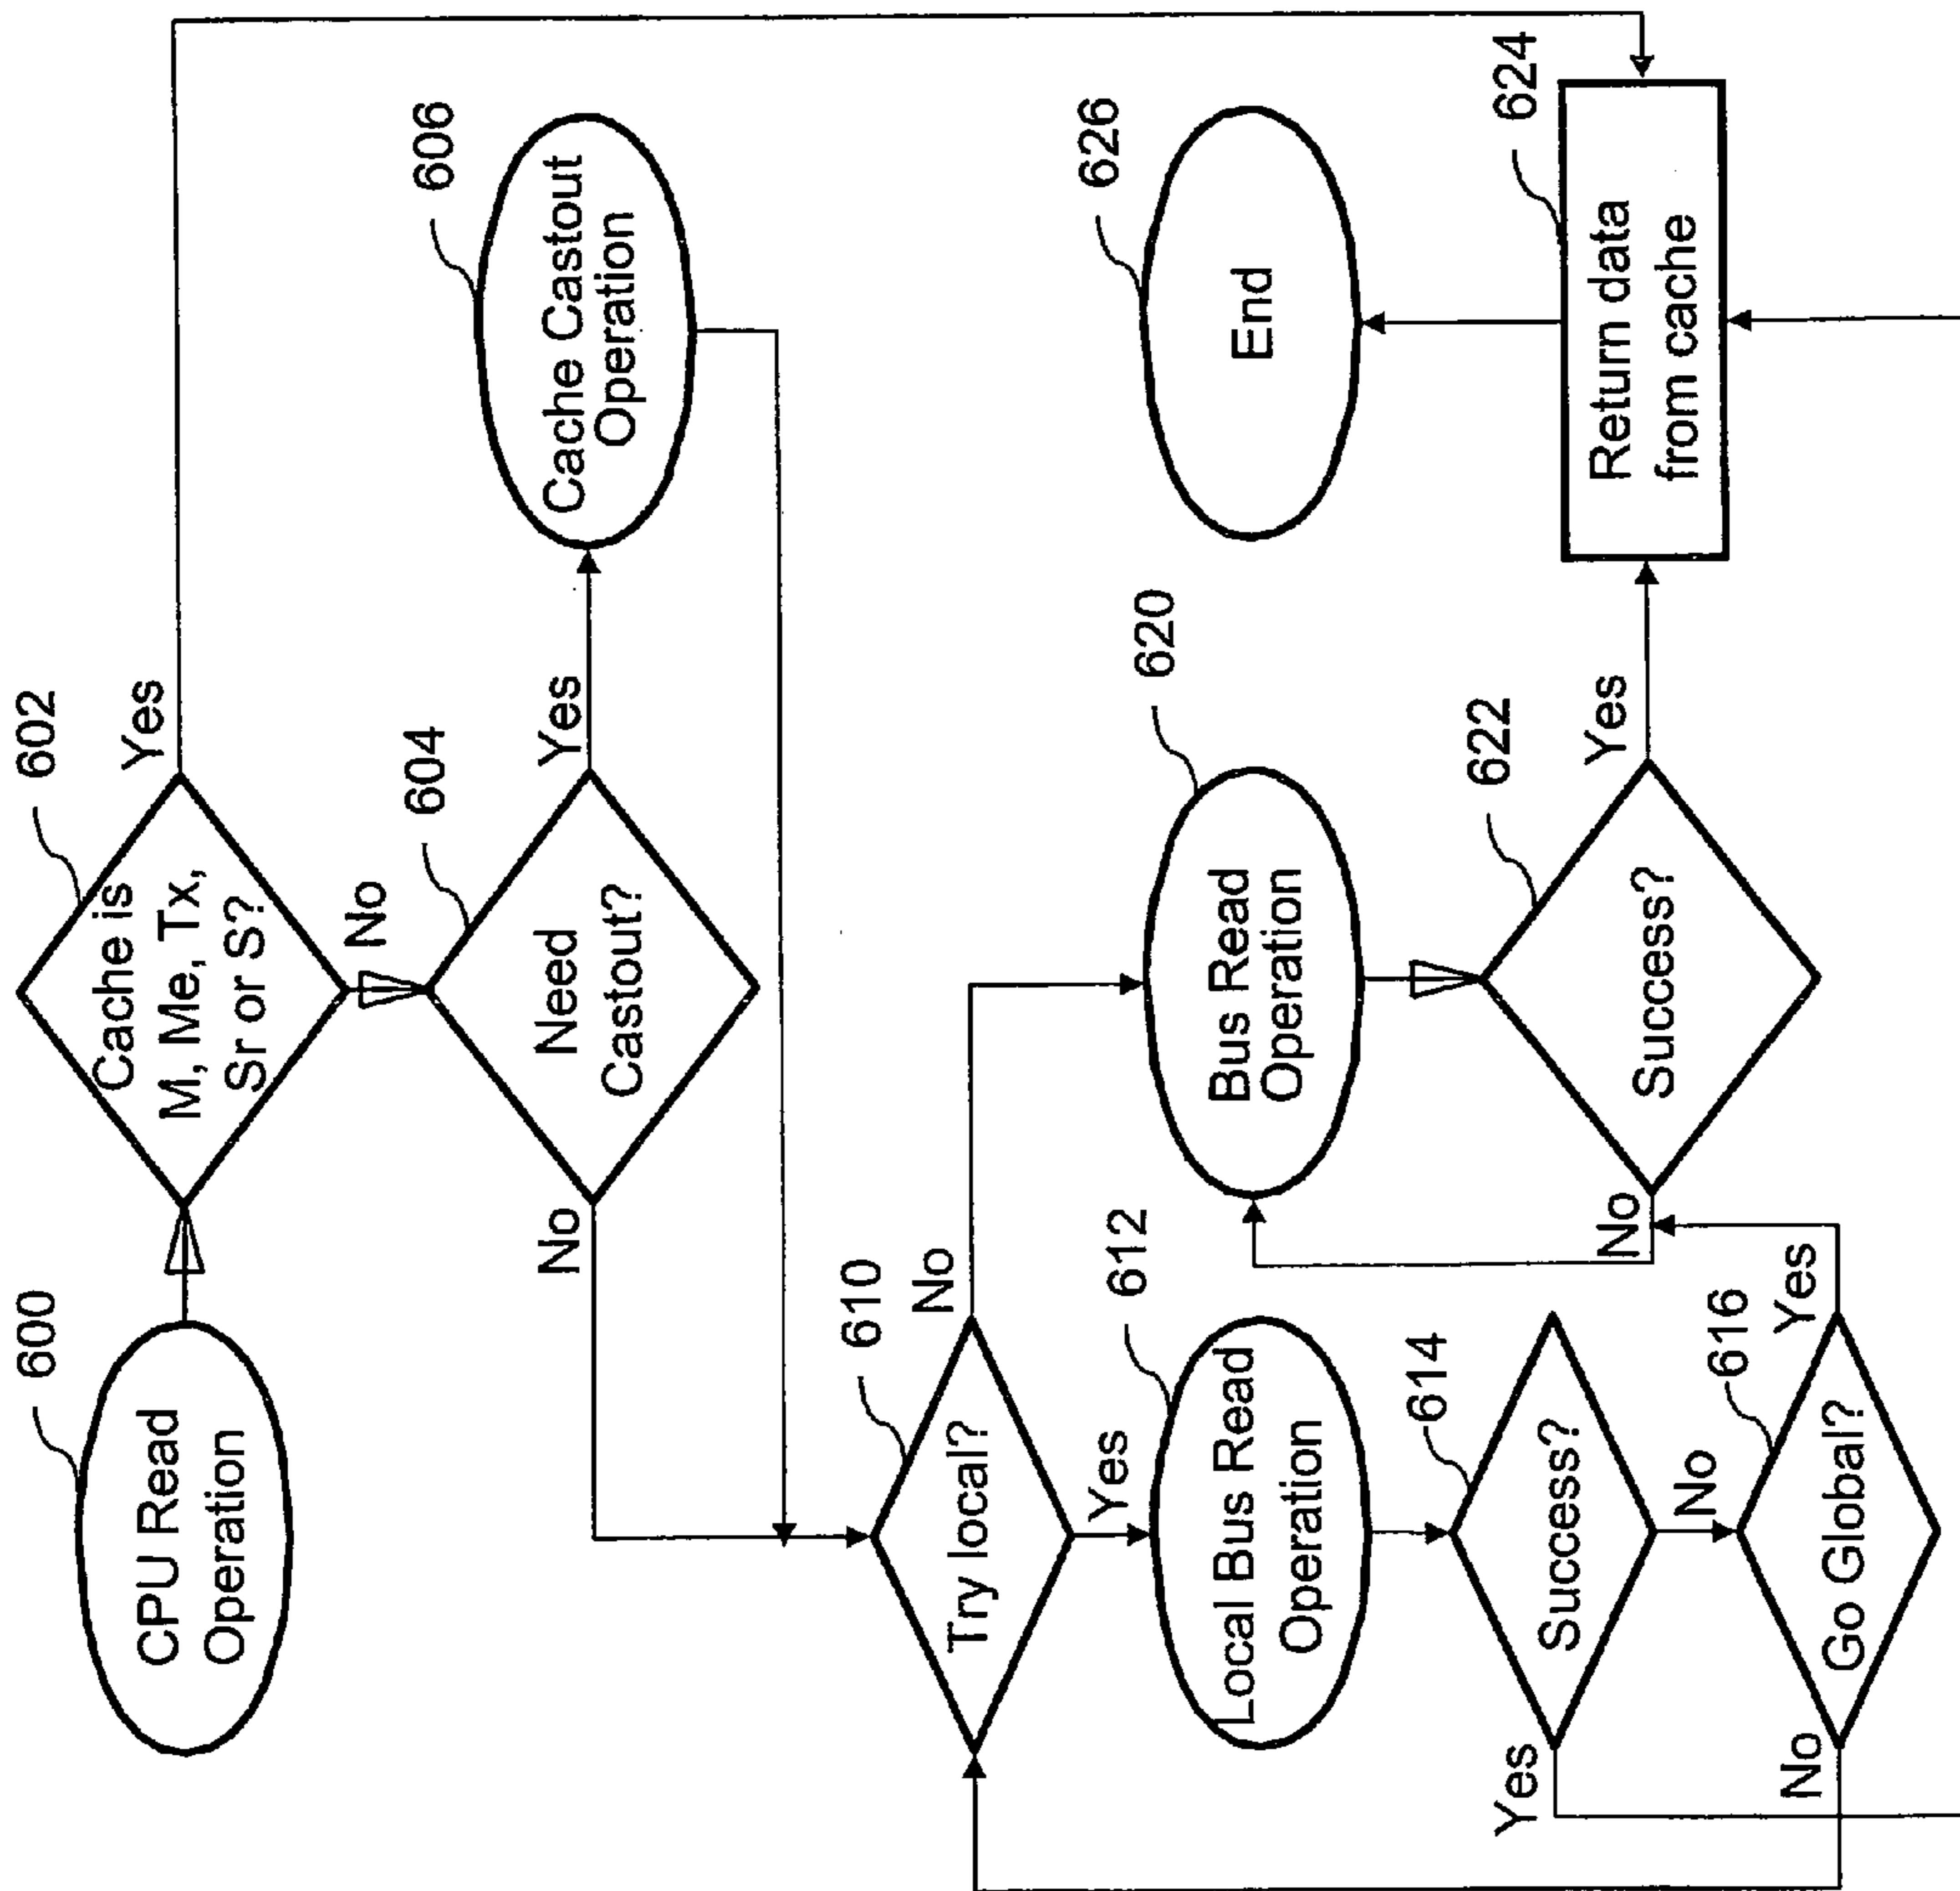 600
CPU Read
Operation
602
Cache is
M, Me, Tx,
Sr or S?
Yes
No
604
Need
Castout?
Yes
No
606
Cache Castout
Operation
610
Try local?
No
Yes
612
Local Bus Read
Operation
614
Success?
Yes
No
616
Go Global?
Yes
No
620
Bus Read
Operation
622
Success?
Yes
No
624
Return data
from cache
626
End